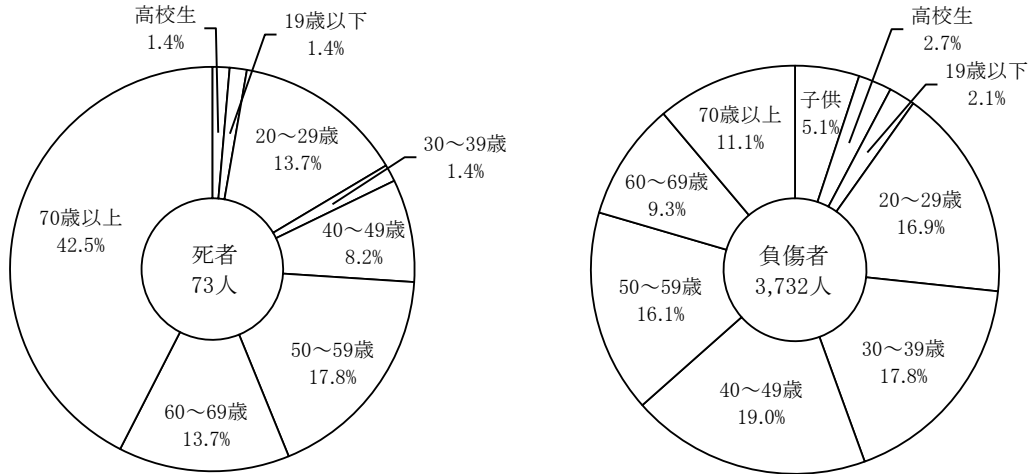 高校生
1.4%
19歳以下
1.4%
20～29歳
13.7%
30～39歳
1.4%
40～49歳
8.2%
50～59歳
17.8%
60～69歳
13.7%
70歳以上
42.5%
死者
73人
子供
5.1%
高校生
2.7%
19歳以下
2.1%
20～29歳
16.9%
30～39歳
17.8%
40～49歳
19.0%
50～59歳
16.1%
60～69歳
9.3%
70歳以上
11.1%
負傷者
3,732人